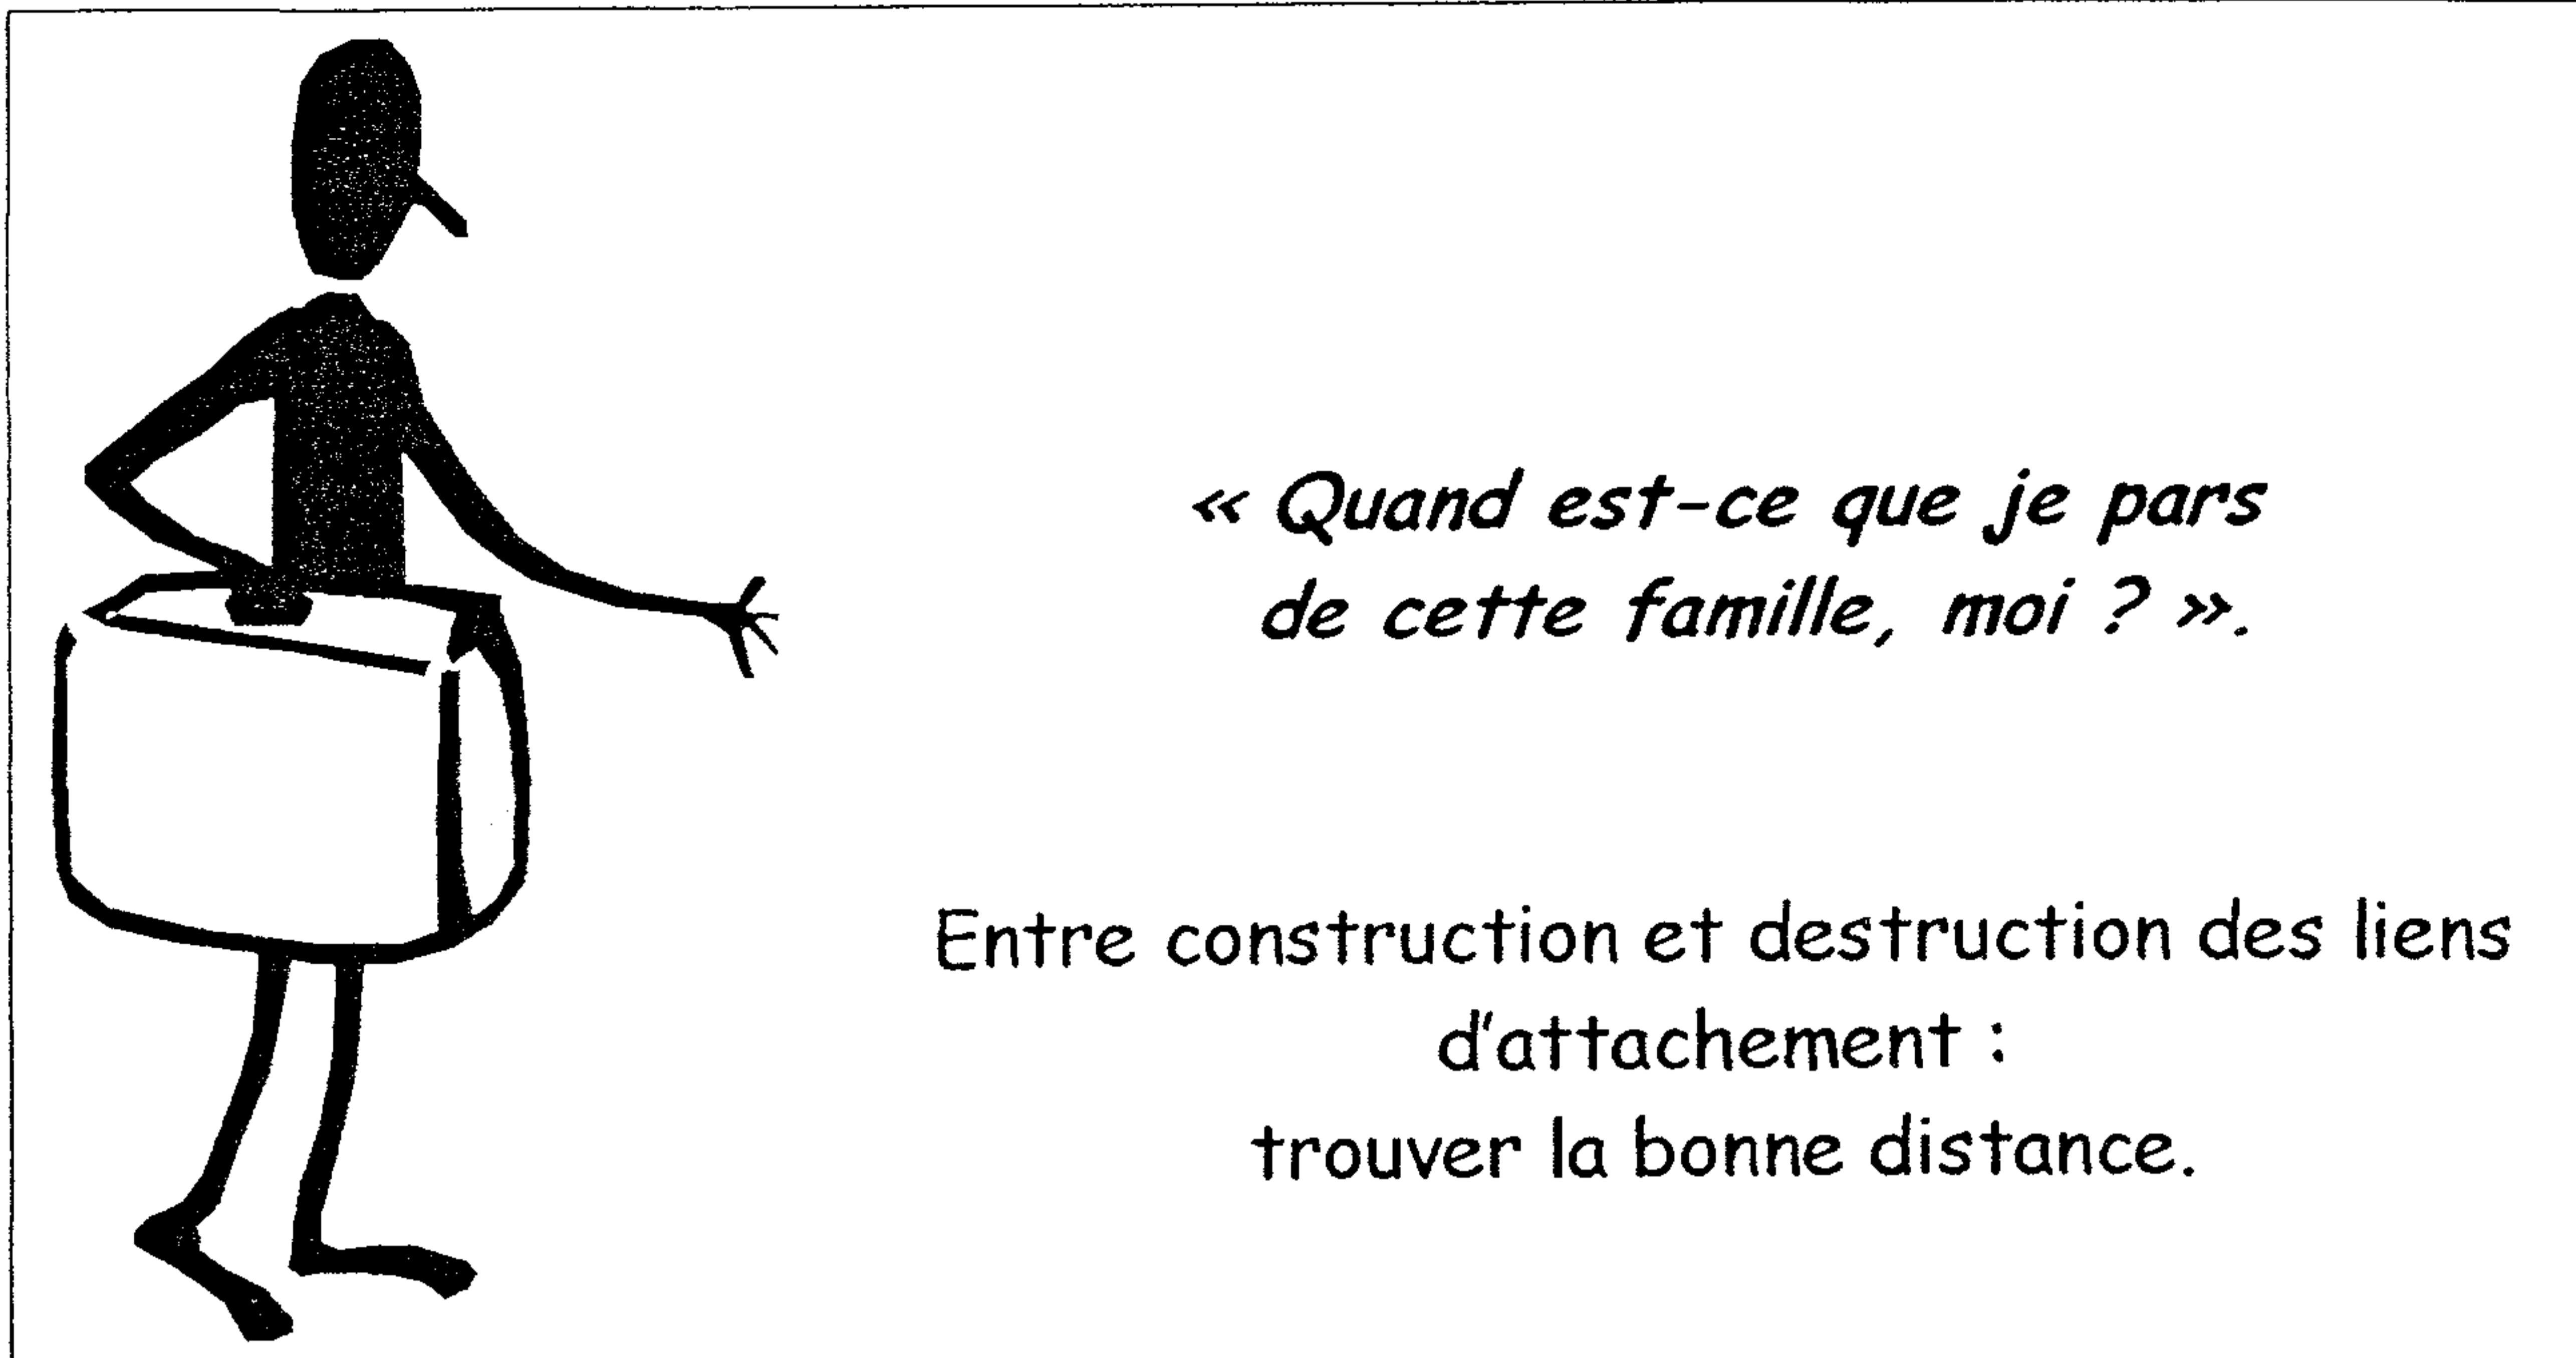 « Quand est-ce que je pars
de cette famille, moi ? ».
Entre construction et destruction des liens
d'attachement :
trouver la bonne distance.